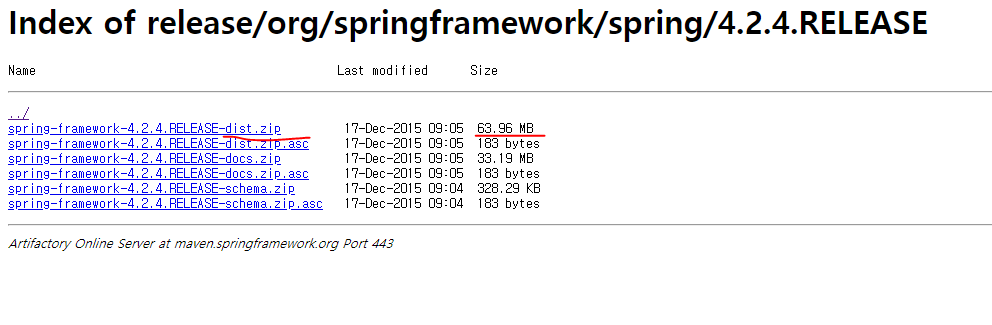 Index of release/org/springframework/spring/4.2.4.RELEASE
Name Last modified Size
../
spring-framework-4.2.4.RELEASE-dist.zip 17-Dec-2015 09:05 63.96 MB
spring-framework-4.2.4.RELEASE-dist.zip.asc 17-Dec-2015 09:05 183 bytes
spring-framework-4.2.4.RELEASE-docs.zip 17-Dec-2015 09:05 33.19 MB
spring-framework-4.2.4.RELEASE-docs.zip.asc 17-Dec-2015 09:05 183 bytes
spring-framework-4.2.4.RELEASE-schema.zip 17-Dec-2015 09:04 328.29 KB
spring-framework-4.2.4.RELEASE-schema.zip.asc 17-Dec-2015 09:04 183 bytes
Artifactory Online Server at maven.springframework.org Port 443